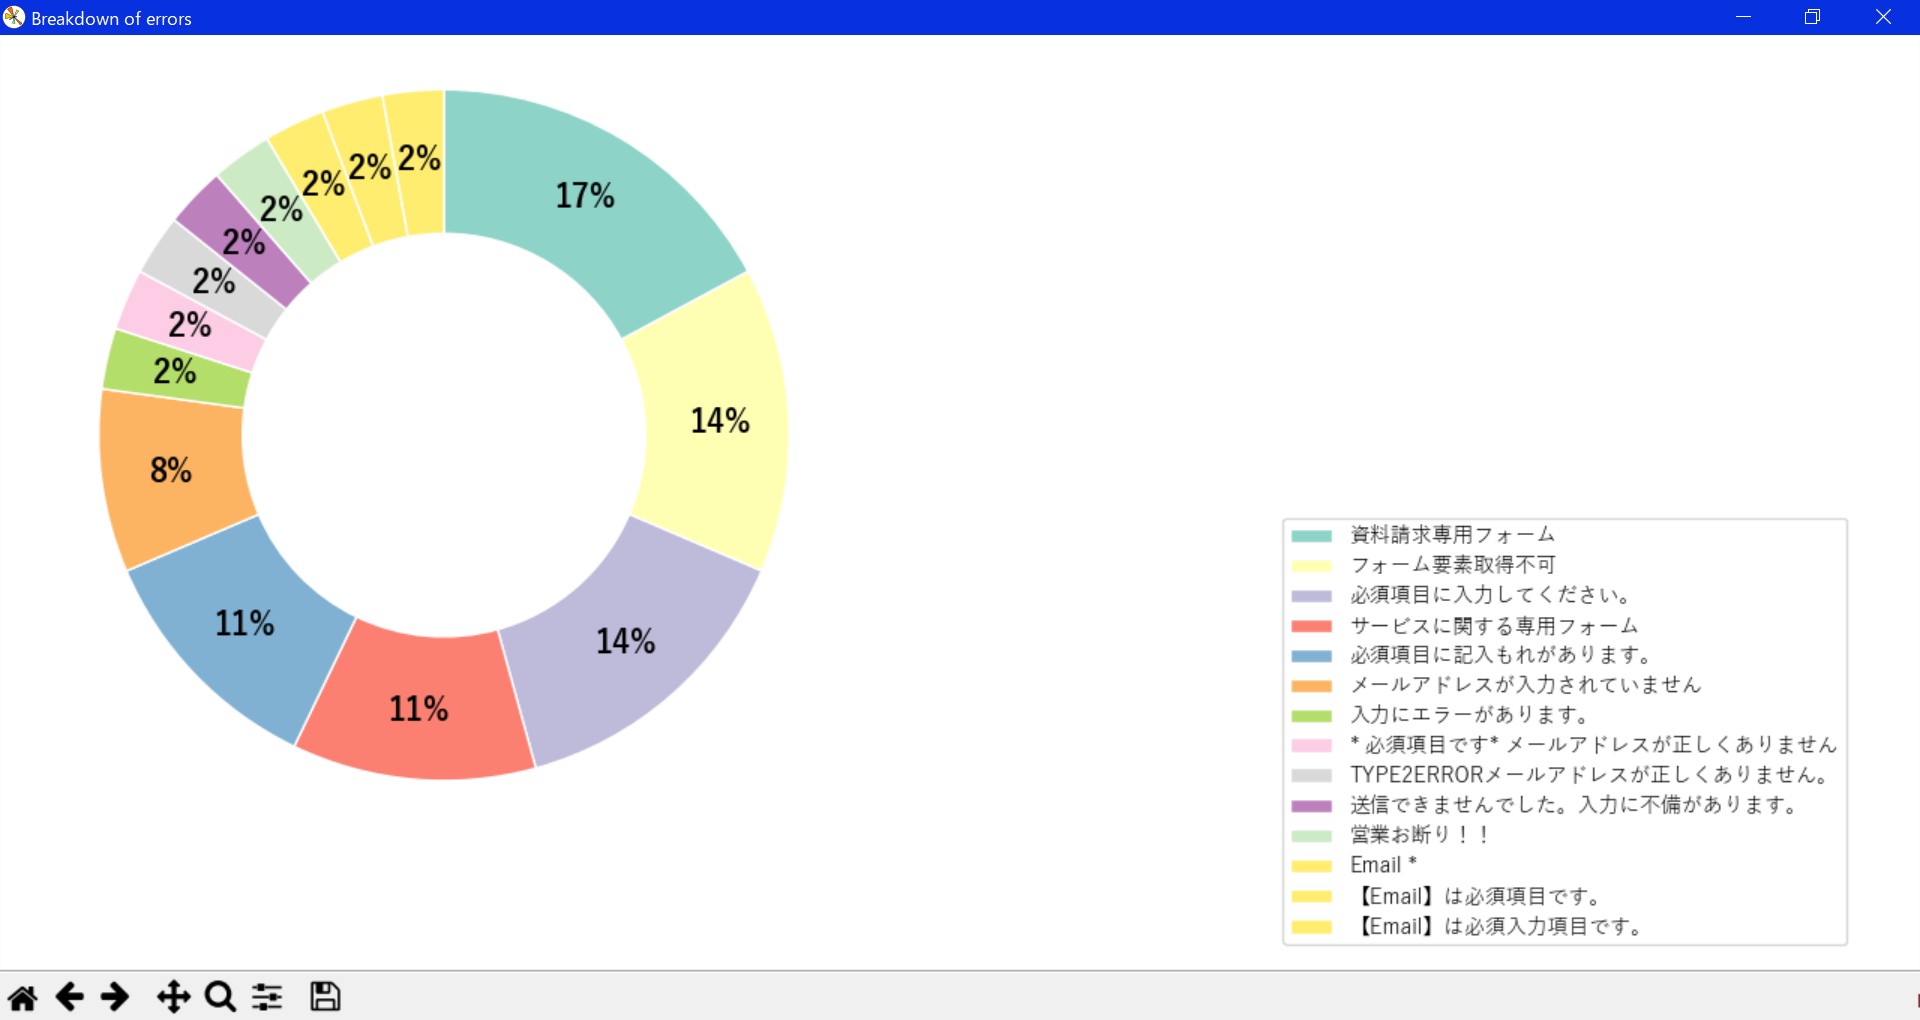 Breakdown of errors
17%
14%
14%
11%
11%
8%
2%
2%
2%
2%
2%
2%
2%
2%
資料請求専用フォーム
フォーム要素取得不可
必須項目に入力してください。
サービスに関する専用フォーム
必須項目に記入もれがあります。
メールアドレスが入力されていません
入力にエラーがあります。
* 必須項目です* メールアドレスが正しくありません
TYPE2ERRORメールアドレスが正しくありません。
送信できませんでした。入力に不備があります。
営業お断り！！
Email *
【Email】は必須項目です。
【Email】は必須入力項目です。